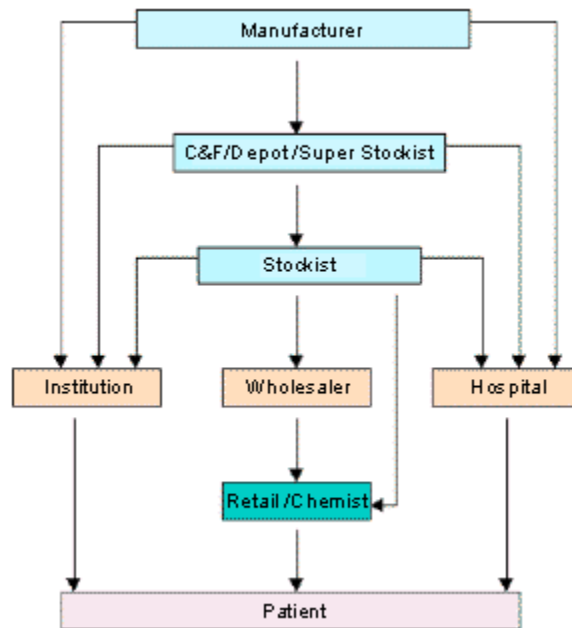 Manufacturer
C&F/Depot/Super Stockist
Stockist
Institution
Wholesaler
Hospital
Retail/Chemist
Patient